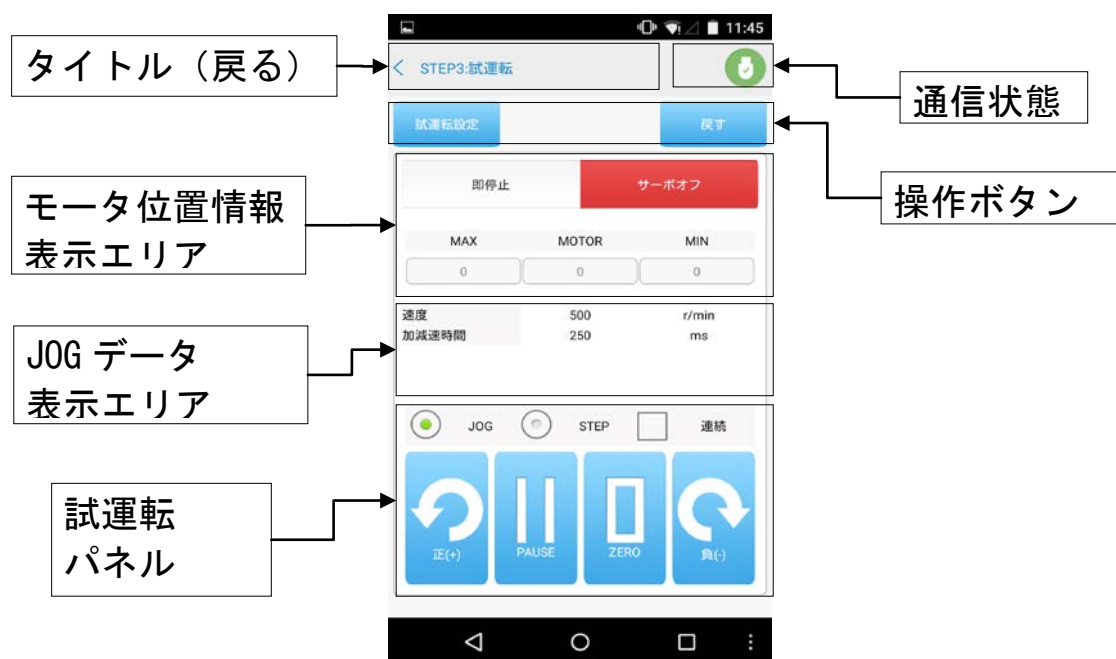 11:45
タイトル（戻る）
STEP3:試運転
通信状態
試運転設定
戻す
操作ボタン
即停止
サーボオフ
モータ位置情報
表示エリア
MAX
MOTOR
MIN
0
0
0
速度
500
r/min
加減速時間
250
ms
JOG データ
表示エリア
JOG
STEP
連続
試運転
パネル
正(+)
PAUSE
ZERO
負(-)